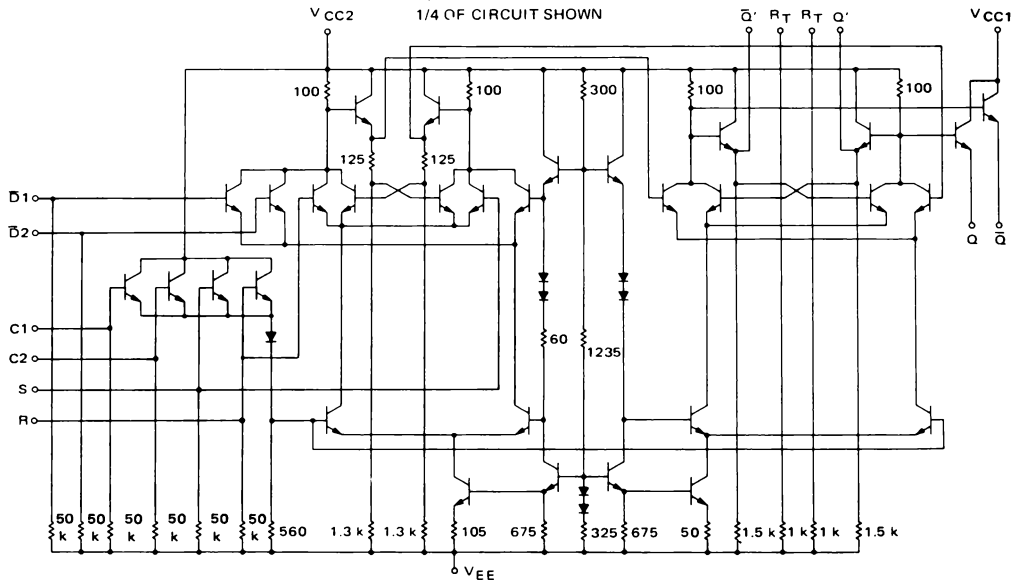 1/4 OF CIRCUIT SHOWN
V CC2
Q̄' R T R T Q' V CC1
100 100 300 100 100
125 125
D̄1
D̄2
Q Q̄
C1
60 1235
C2
S
R
50 k 50 k 50 k 50 k 50 k 50 k 560 1.3 k 1.3 k 105 675 325 675 50 1.5 k 1 k 1 k 1.5 k
V EE